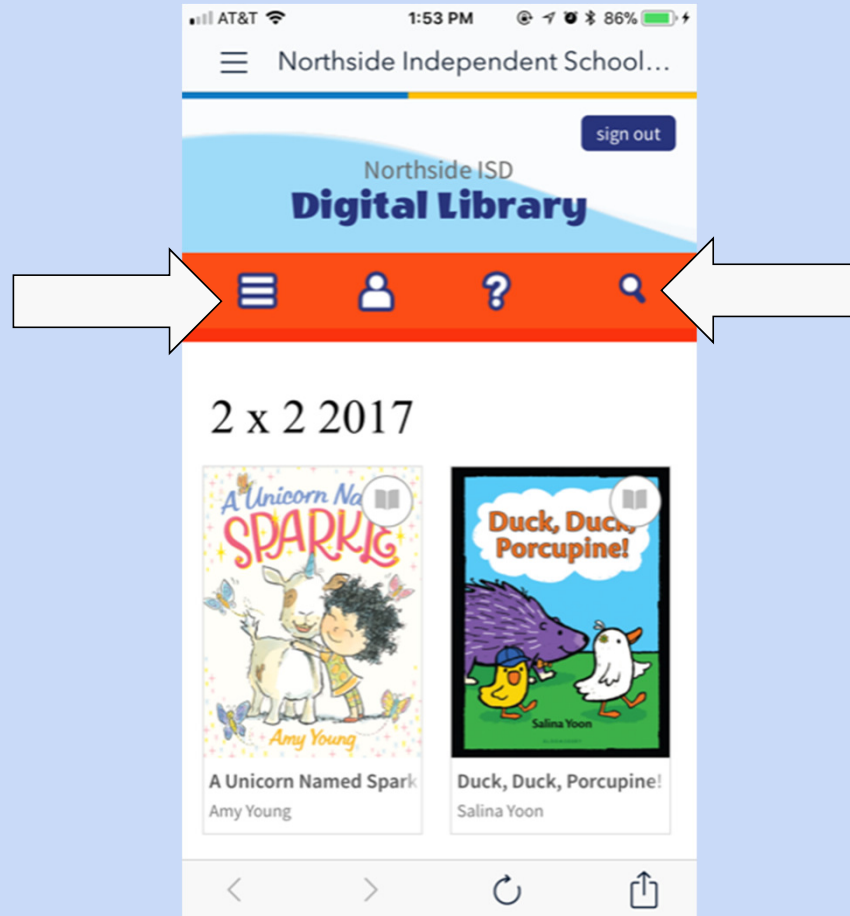 AT&T 1:53 PM 86%
Northside Independent School...
sign out
Northside ISD
Digital Library
2 x 2 2017
A Unicorn Na
SPARKLE
Amy Young
Duck, Duck,
Porcupine!
Salina Yoon
A Unicorn Named Spark
Amy Young
Duck, Duck, Porcupine!
Salina Yoon